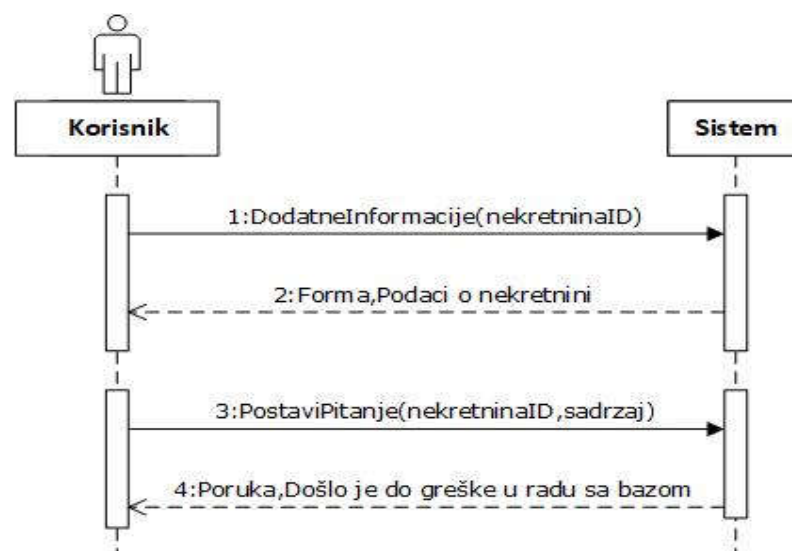 Korisnik
Sistem
1:DodatneInformacije(nekretninaID)
2:Forma,Podaci o nekretnini
3:PostaviPitanje(nekretninaID,sadrzaj)
4:Poruka,Došlo je do greške u radu sa bazom